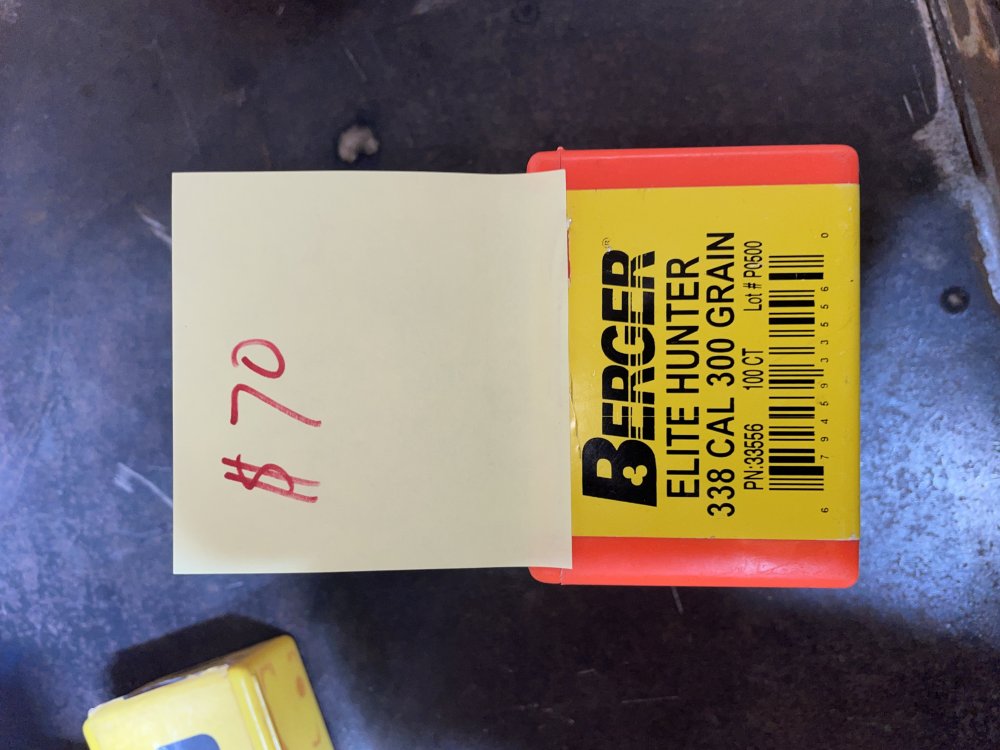 $70
BERGER®
ELITE HUNTER
338 CAL 300 GRAIN
PN:33556 100 CT Lot # P0500
6 79459 33556 0